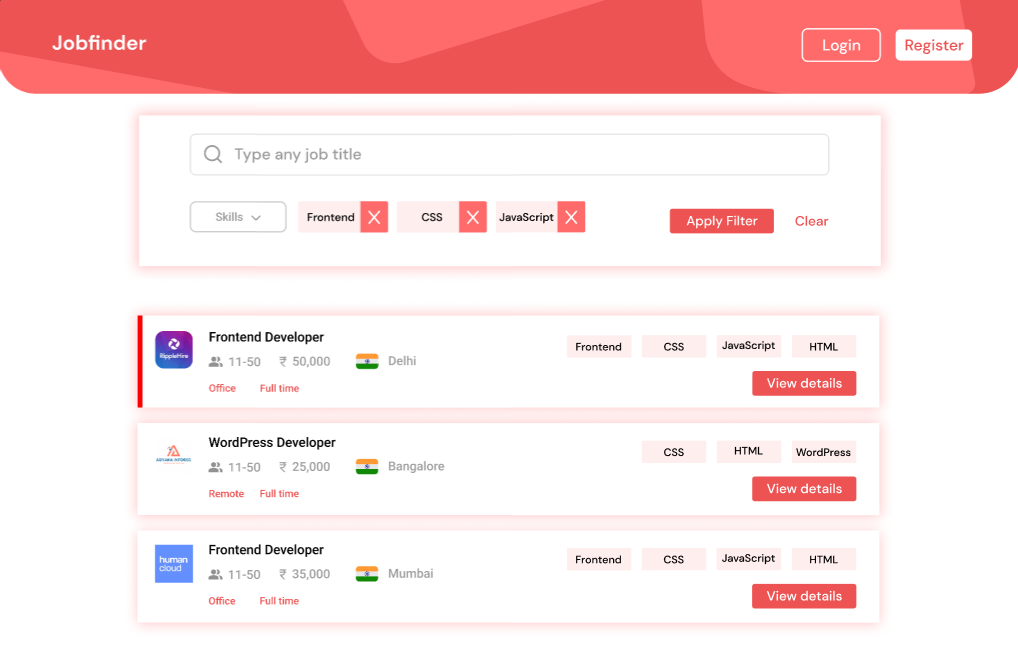 Jobfinder
Login
Register
Type any job title
Skills
Frontend
CSS
JavaScript
Apply Filter
Clear
RippleHire
Frontend Developer
11-50
₹ 50,000
Delhi
Office
Full time
Frontend
CSS
JavaScript
HTML
View details
WordPress Developer
11-50
₹ 25,000
Bangalore
Remote
Full time
CSS
HTML
WordPress
View details
human
cloud
Frontend Developer
11-50
₹ 35,000
Mumbai
Office
Full time
Frontend
CSS
JavaScript
HTML
View details